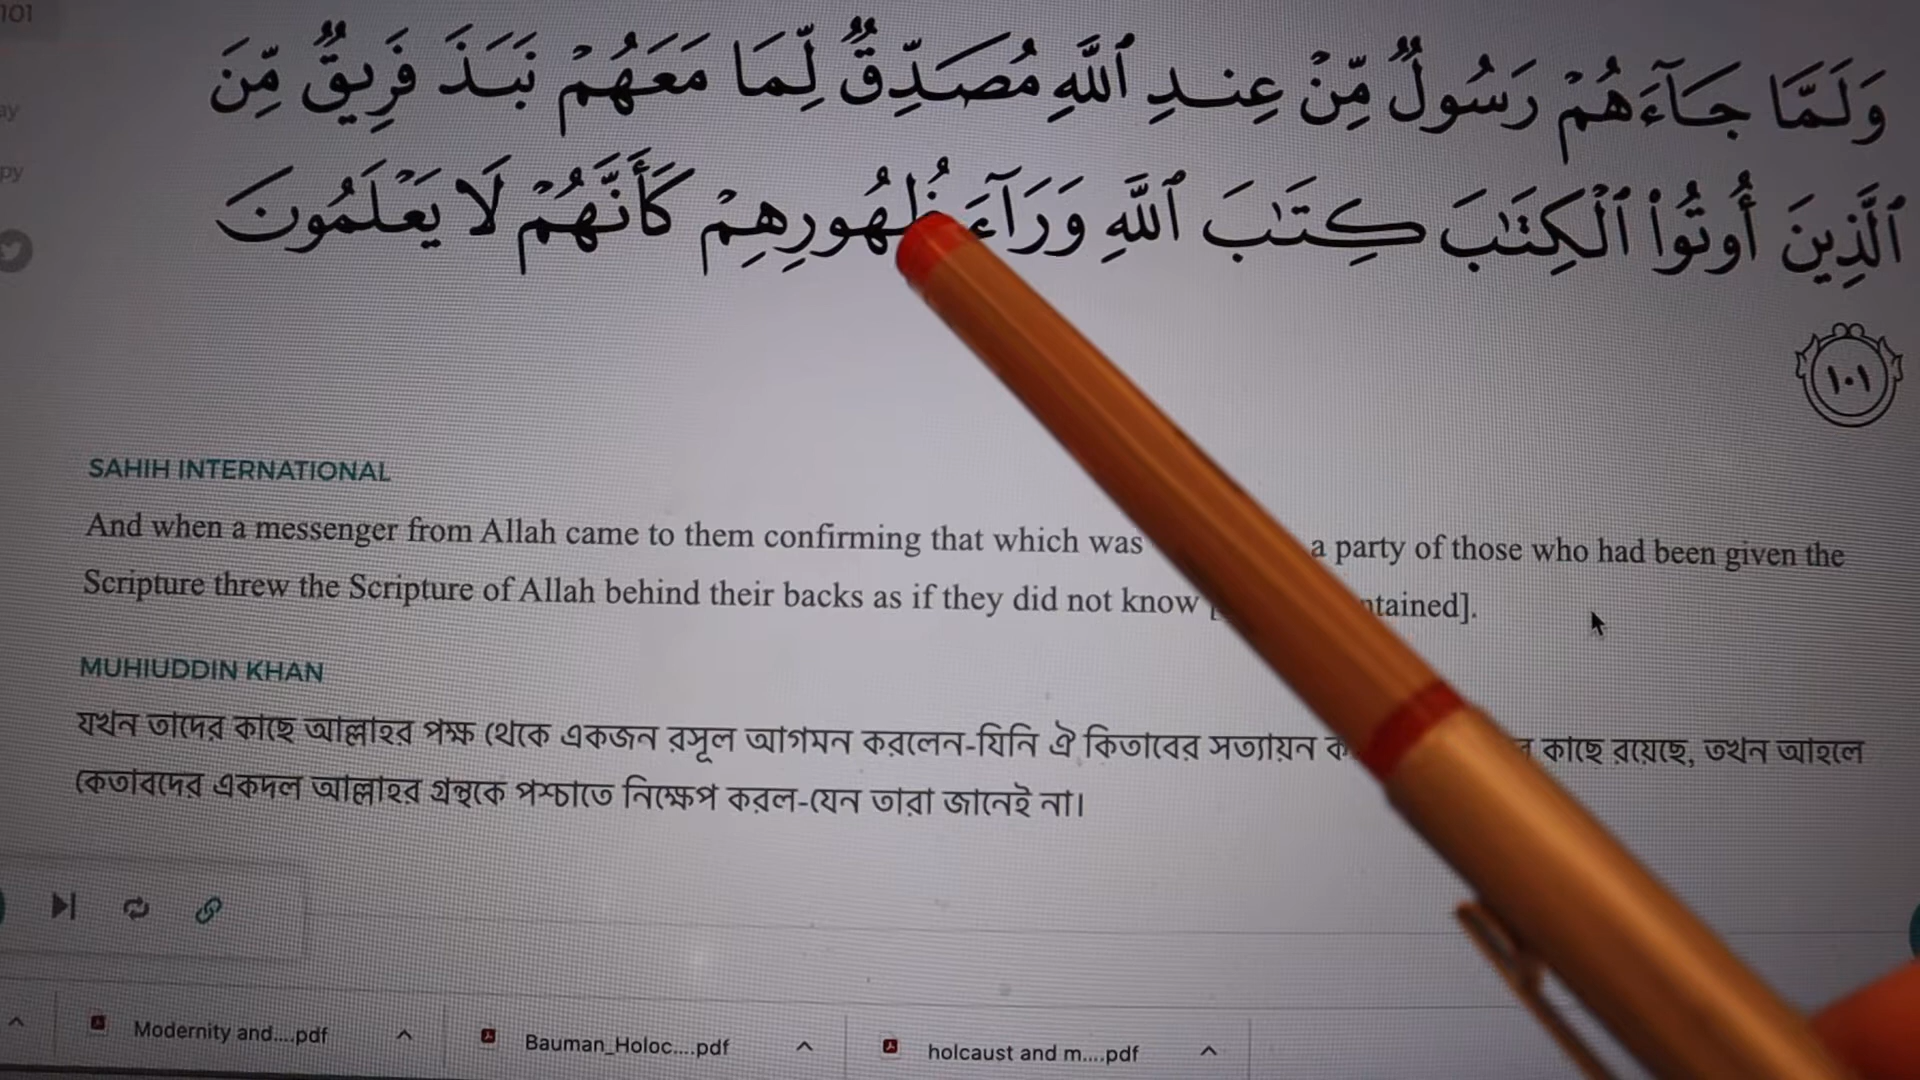 101
ay
py
وَلَمَّا جَآءَهُمْ رَسُولٌ مِّنْ عِندِ ٱللَّهِ مُصَدِّقٌ لِّمَا مَعَهُمْ نَبَذَ فَرِيقٌ مِّنَ
ٱلَّذِينَ أُوتُوا۟ ٱلْكِتَٰبَ كِتَٰبَ ٱللَّهِ وَرَآءَ ظُهُورِهِمْ كَأَنَّهُمْ لَا يَعْلَمُونَ
١٠١
SAHIH INTERNATIONAL
And when a messenger from Allah came to them confirming that which was a party of those who had been given the
Scripture threw the Scripture of Allah behind their backs as if they did not know [ ntained].
MUHIUDDIN KHAN
যখন তাদের কাছে আল্লাহর পক্ষ থেকে একজন রসূল আগমন করলেন-যিনি ঐ কিতাবের সত্যায়ন ক কাছে রয়েছে, তখন আহলে
কেতাবদের একদল আল্লাহর গ্রন্থকে পশ্চাতে নিক্ষেপ করল-যেন তারা জানেই না।
Modernity and....pdf
Bauman_Holoc....pdf
holcaust and m....pdf